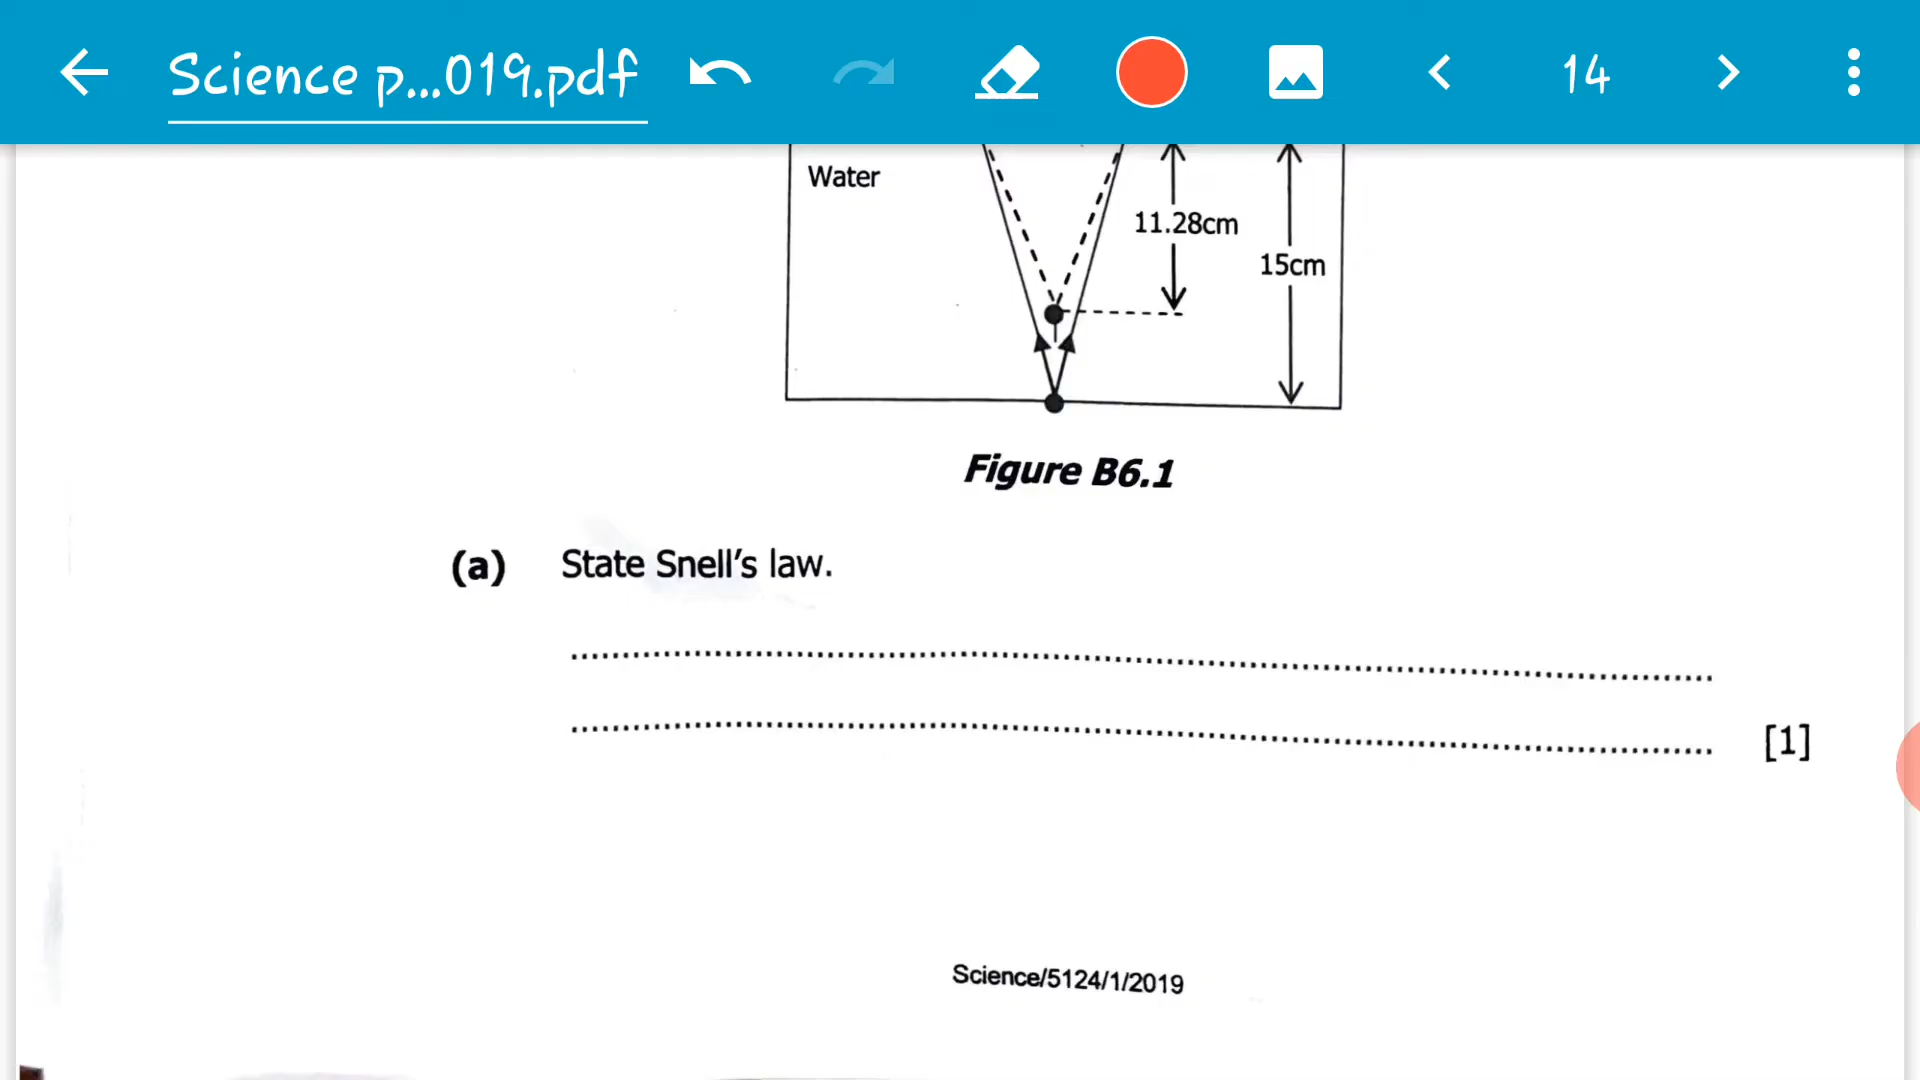 Science p...019.pdf 14
Water
11.28cm
15cm
Figure B6.1
(a) State Snell's law.
[1]
Science/5124/1/2019